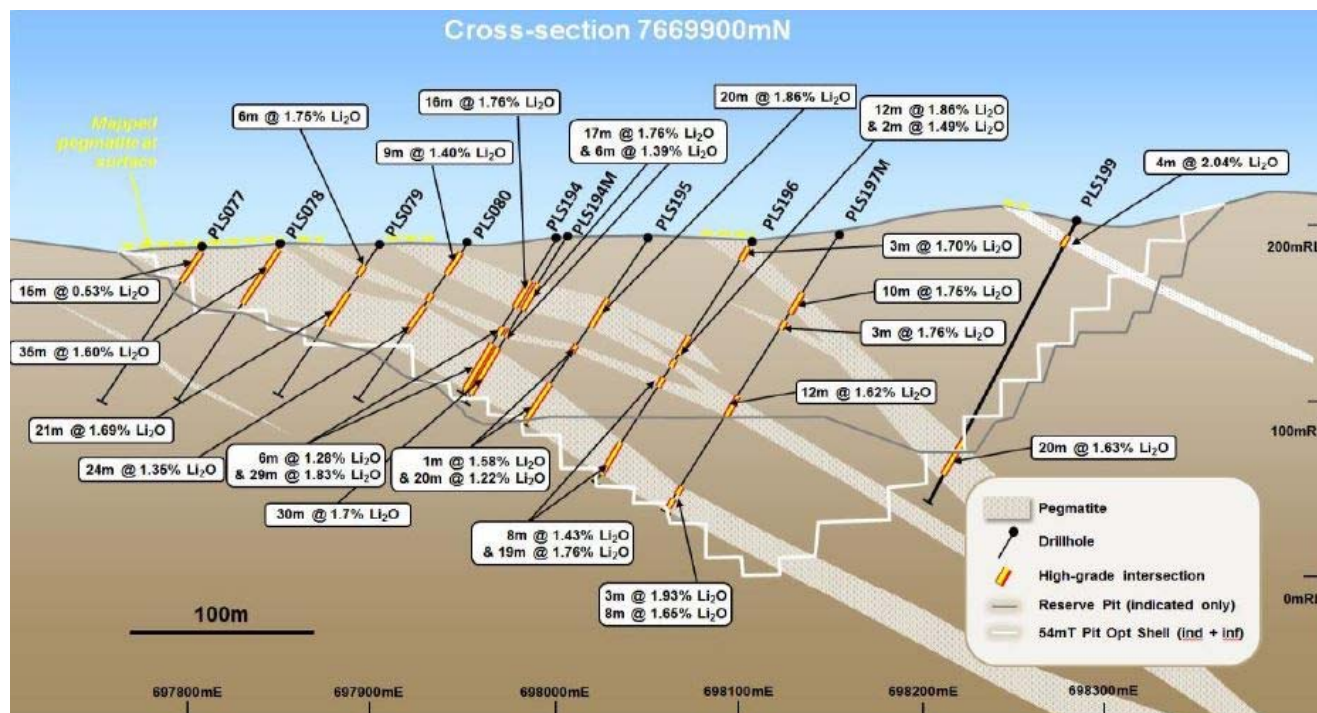 Cross-section 7669900mN
Mapped
pegmatite at
surface
6m @ 1.75% Li2O
9m @ 1.40% Li2O
16m @ 1.76% Li2O
17m @ 1.76% Li2O
& 6m @ 1.39% Li2O
20m @ 1.86% Li2O
12m @ 1.86% Li2O
& 2m @ 1.49% Li2O
4m @ 2.04% Li2O
PLS077
PLS078
PLS079
PLS080
PLS194
PLS194M
PLS195
PLS196
PLS197M
PLS199
200mRL
3m @ 1.70% Li2O
10m @ 1.75% Li2O
3m @ 1.76% Li2O
12m @ 1.62% Li2O
20m @ 1.63% Li2O
100mRL
15m @ 0.53% Li2O
35m @ 1.60% Li2O
21m @ 1.69% Li2O
24m @ 1.35% Li2O
6m @ 1.28% Li2O
& 29m @ 1.83% Li2O
30m @ 1.7% Li2O
1m @ 1.58% Li2O
& 20m @ 1.22% Li2O
8m @ 1.43% Li2O
& 19m @ 1.76% Li2O
3m @ 1.93% Li2O
8m @ 1.65% Li2O
Pegmatite
Drillhole
High-grade intersection
Reserve Pit (indicated only)
54mT Pit Opt Shell (ind + inf)
0mRL
100m
697800mE
697900mE
698000mE
698100mE
698200mE
698300mE